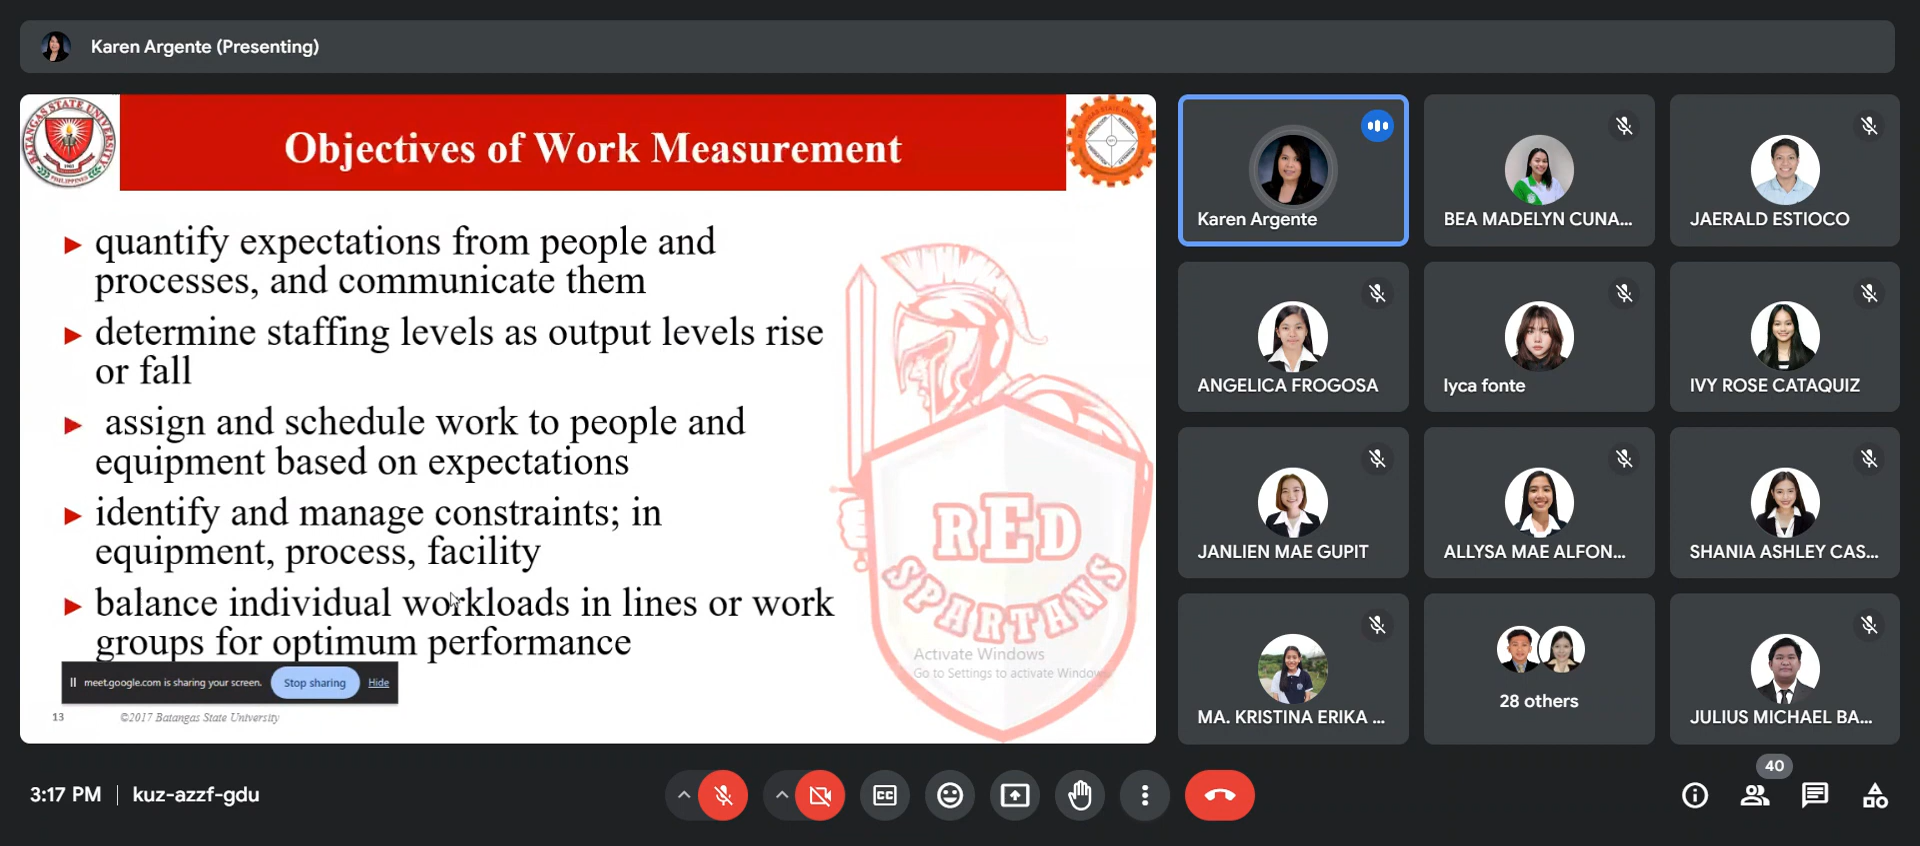 Karen Argente (Presenting)
BATANGAS STATE UNIVERSITY
PHILIPPINES
Objectives of Work Measurement
quantify expectations from people and
processes, and communicate them
determine staffing levels as output levels rise
or fall
assign and schedule work to people and
equipment based on expectations
identify and manage constraints; in
equipment, process, facility
balance individual workloads in lines or work
groups for optimum performance
RED
SPARTANS
Activate Windows
Go to Settings to activate Windows
meet.google.com is sharing your screen.
Stop sharing
Hide
13
©2017 Batangas State University
Karen Argente
BEA MADELYN CUNA...
JAERALD ESTIOCO
ANGELICA FROGOSA
lyca fonte
IVY ROSE CATAQUIZ
JANLIEN MAE GUPIT
ALLYSA MAE ALFON...
SHANIA ASHLEY CAS...
MA. KRISTINA ERIKA ...
28 others
JULIUS MICHAEL BA...
3:17 PM
kuz-azzf-gdu
CC
40